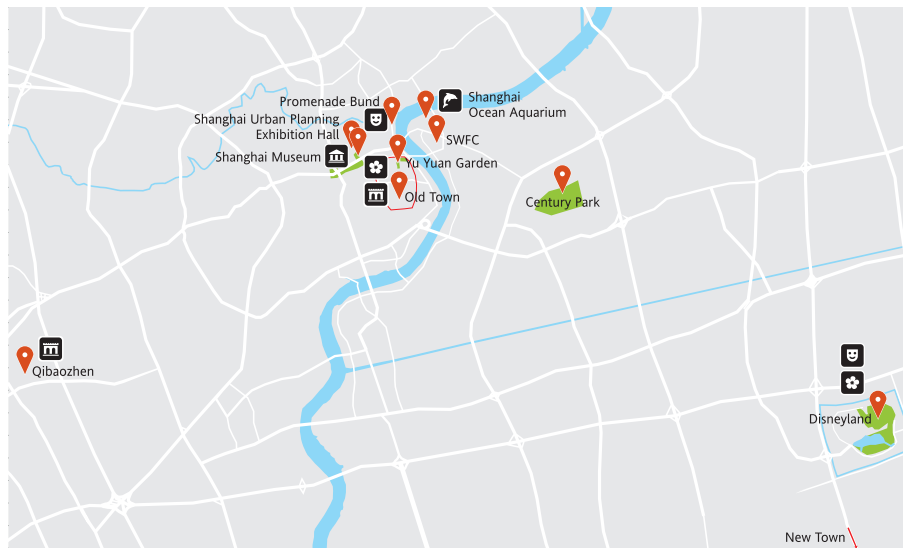 Promenade Bund
Shanghai
Ocean Aquarium
Shanghai Urban Planning
Exhibition Hall
SWFC
Shanghai Museum
Yu Yuan Garden
Old Town
Century Park
Qibaozhen
Disneyland
New Town